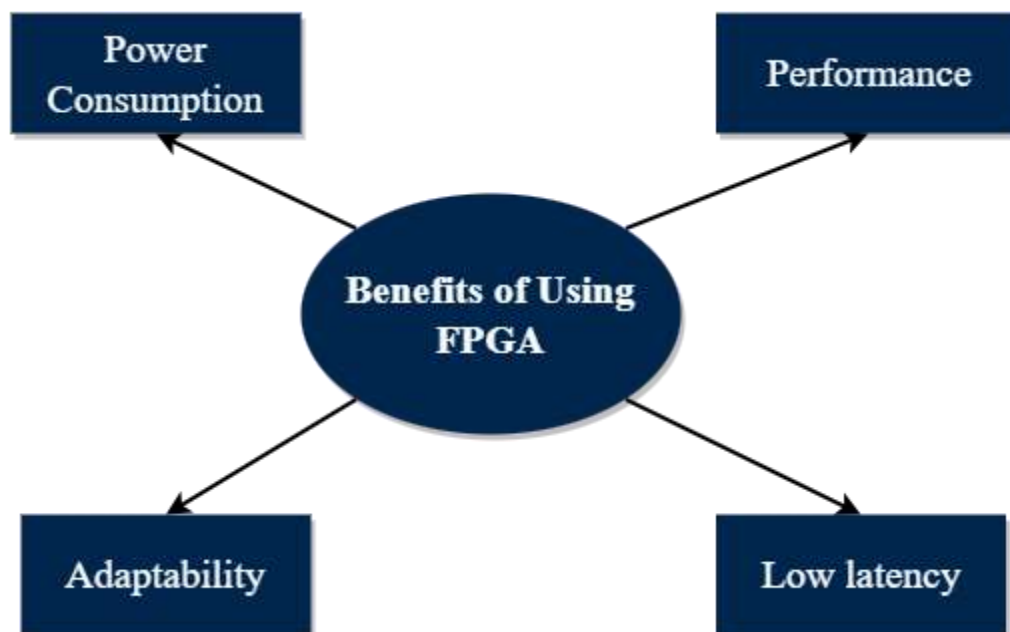 Power
Consumption
Performance
Benefits of Using
FPGA
Adaptability
Low latency